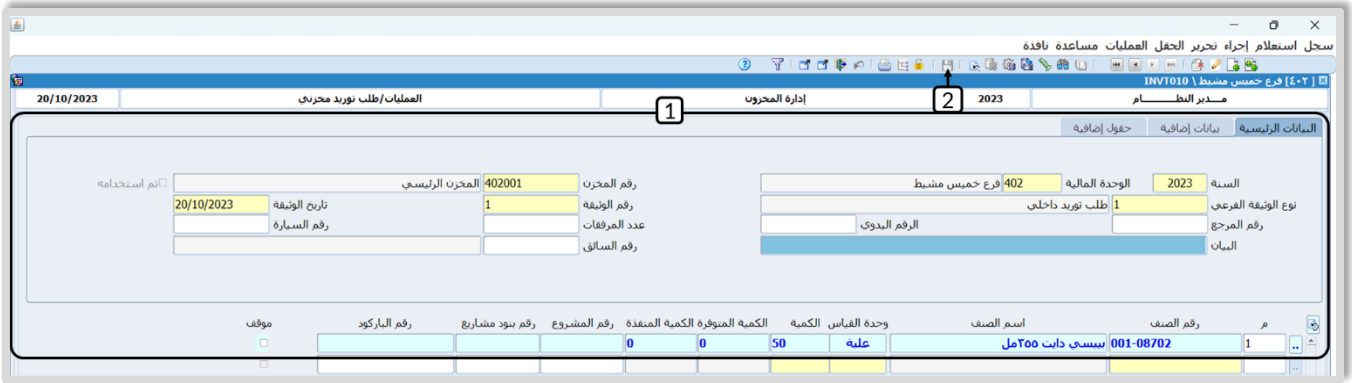 سجل استعلام إجراء تحرير الحقل العمليات مساعدة نافذة
[٤٠٢] فرع خميس مشيط \ INVT010
مـــدير النظـــــــــام 2023 إدارة المخزون العمليات/طلب توريد مخزني 20/10/2023
1
2
البيانات الرئيسية بيانات إضافية حقول إضافية
السنة 2023 الوحدة المالية 402 فرع خميس مشيط رقم المخزن 402001 المخزن الرئيسي تم استخدامه
نوع الوثيقة الفرعي 1 طلب توريد داخلي رقم الوثيقة 1 تاريخ الوثيقة 20/10/2023
رقم المرجع الرقم اليدوي عدد المرفقات رقم السيارة
البيان رقم السائق
م رقم الصنف اسم الصنف وحدة القياس الكمية الكمية المتوفرة الكمية المنفذة رقم المشروع رقم بنود مشاريع رقم الباركود موقف
1 001-08702 بيبسي دايت ٢٥٥مل علبة 50 0 0